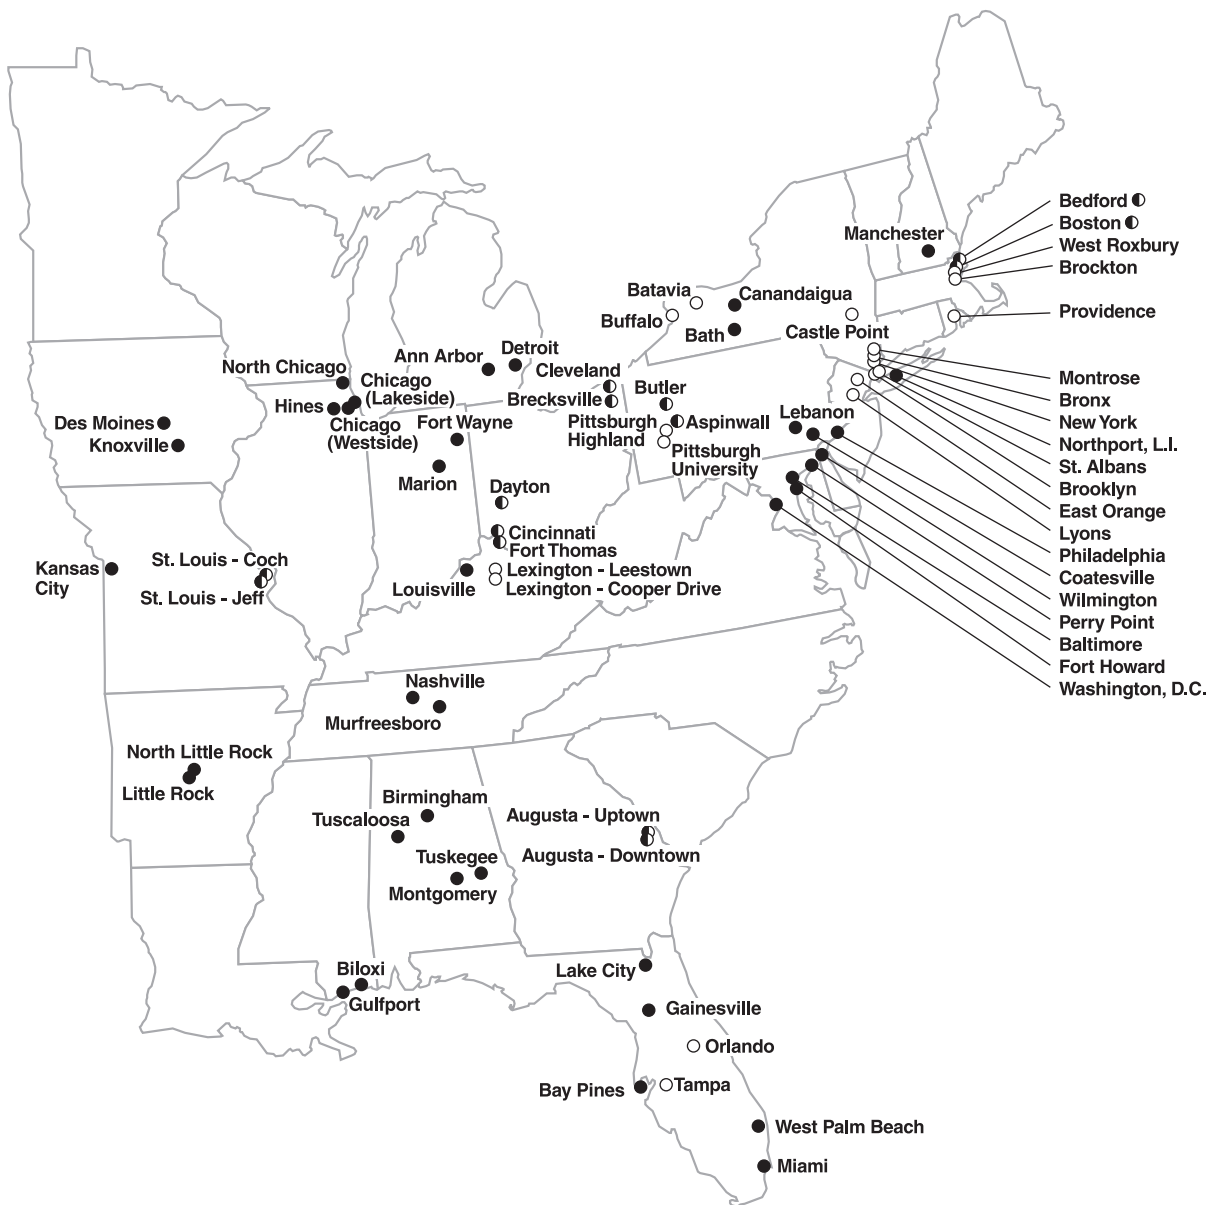 Bedford
Boston
West Roxbury
Brockton
Providence
Manchester
Batavia
Canandaigua
Buffalo
Bath
Castle Point
Montrose
Bronx
New York
Northport, L.I.
St. Albans
Brooklyn
East Orange
Lyons
Philadelphia
Coatesville
Wilmington
Perry Point
Baltimore
Fort Howard
Washington, D.C.
North Chicago
Ann Arbor
Detroit
Cleveland
Brecksville
Butler
Aspinwall
Pittsburgh
Highland
Pittsburgh
University
Lebanon
Chicago
(Lakeside)
Hines
Chicago
(Westside)
Fort Wayne
Des Moines
Knoxville
Marion
Dayton
Cincinnati
Fort Thomas
Lexington - Leestown
Lexington - Cooper Drive
Louisville
Kansas
City
St. Louis - Coch
St. Louis - Jeff
Nashville
Murfreesboro
North Little Rock
Little Rock
Birmingham
Tuscaloosa
Tuskegee
Montgomery
Augusta - Uptown
Augusta - Downtown
Biloxi
Gulfport
Lake City
Gainesville
Orlando
Bay Pines
Tampa
West Palm Beach
Miami